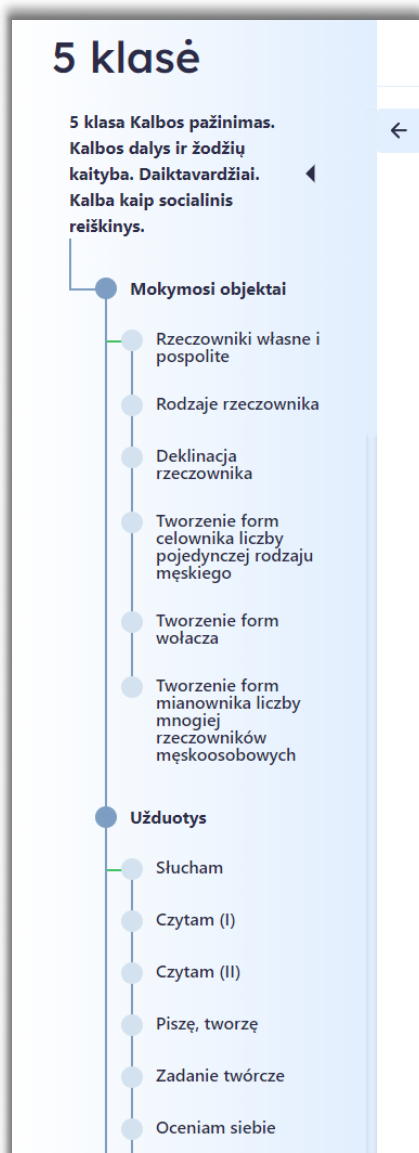 5 klasė
5 klasa Kalbos pažinimas.
Kalbos dalys ir žodžių
kaityba. Daiktavardžiai.
Kalba kaip socialinis
reiškinys.
Mokymosi objektai
Rzeczowniki własne i
pospolite
Rodzaje rzeczownika
Deklinacja
rzeczownika
Tworzenie form
celownika liczby
pojedynczej rodzaju
męskiego
Tworzenie form
wołacza
Tworzenie form
mianownika liczby
mnogiej
rzeczowników
męskoosobowych
Užduotys
Słucham
Czytam (I)
Czytam (II)
Piszę, tworzę
Zadanie twórcze
Oceniam siebie